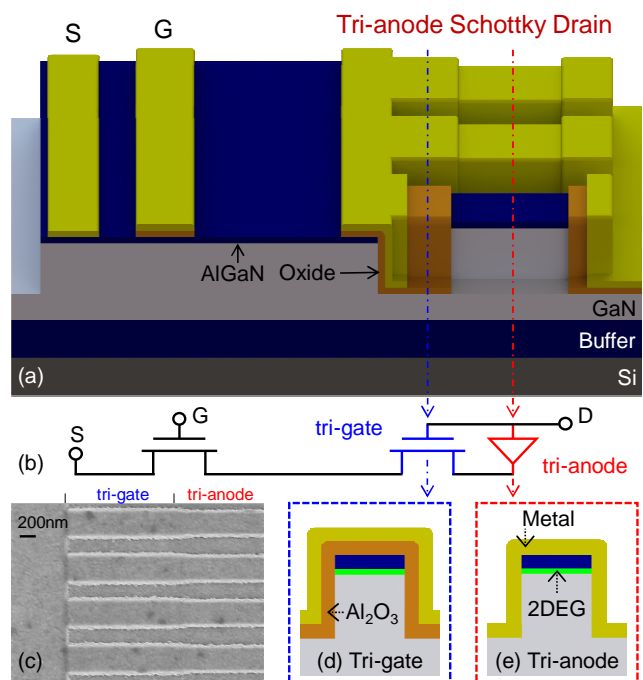 S
G
Tri-anode Schottky Drain
AlGaN
Oxide
GaN
Buffer
(a)
Si
G
D
S
tri-gate
(b)
tri-anode
tri-gate
tri-anode
200nm
Metal
Al₂O₃
2DEG
(c)
(d) Tri-gate
(e) Tri-anode